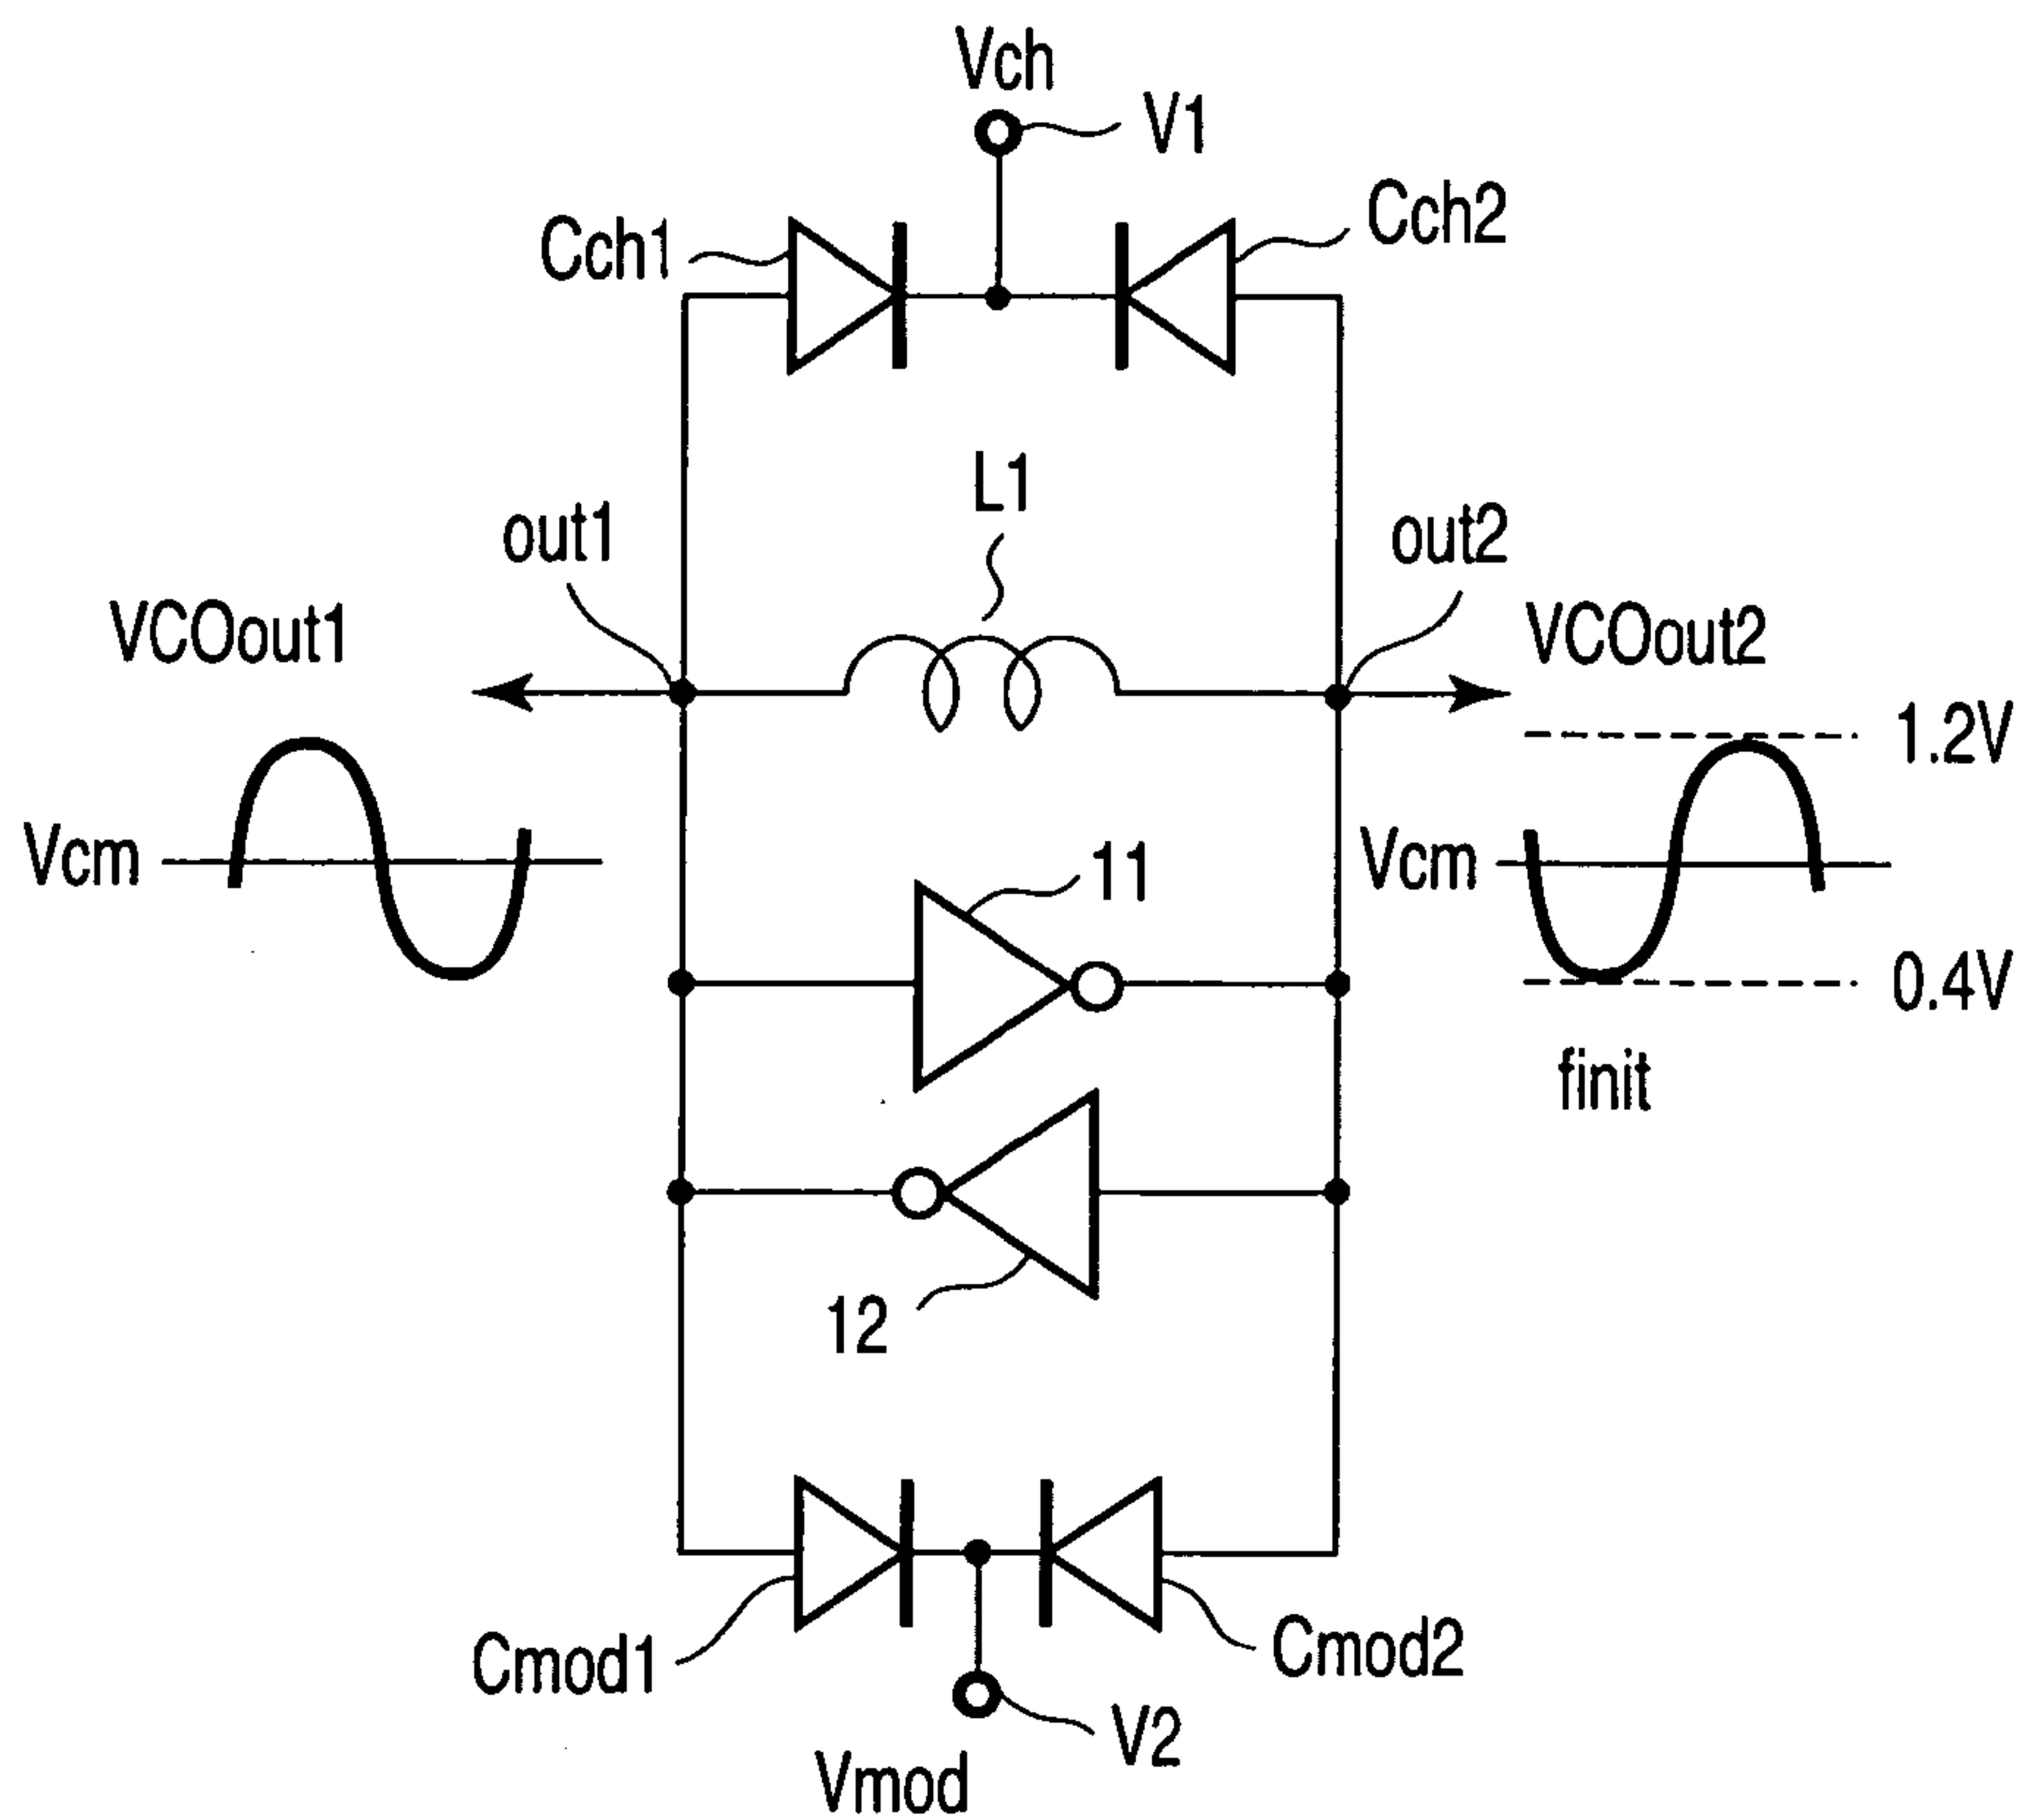 Vch
V1
Cch1
Cch2
L1
out1
out2
VCOout1
VCOout2
1.2V
Vcm
Vcm
11
0.4V
finit
12
Cmod1
Cmod2
V2
Vmod